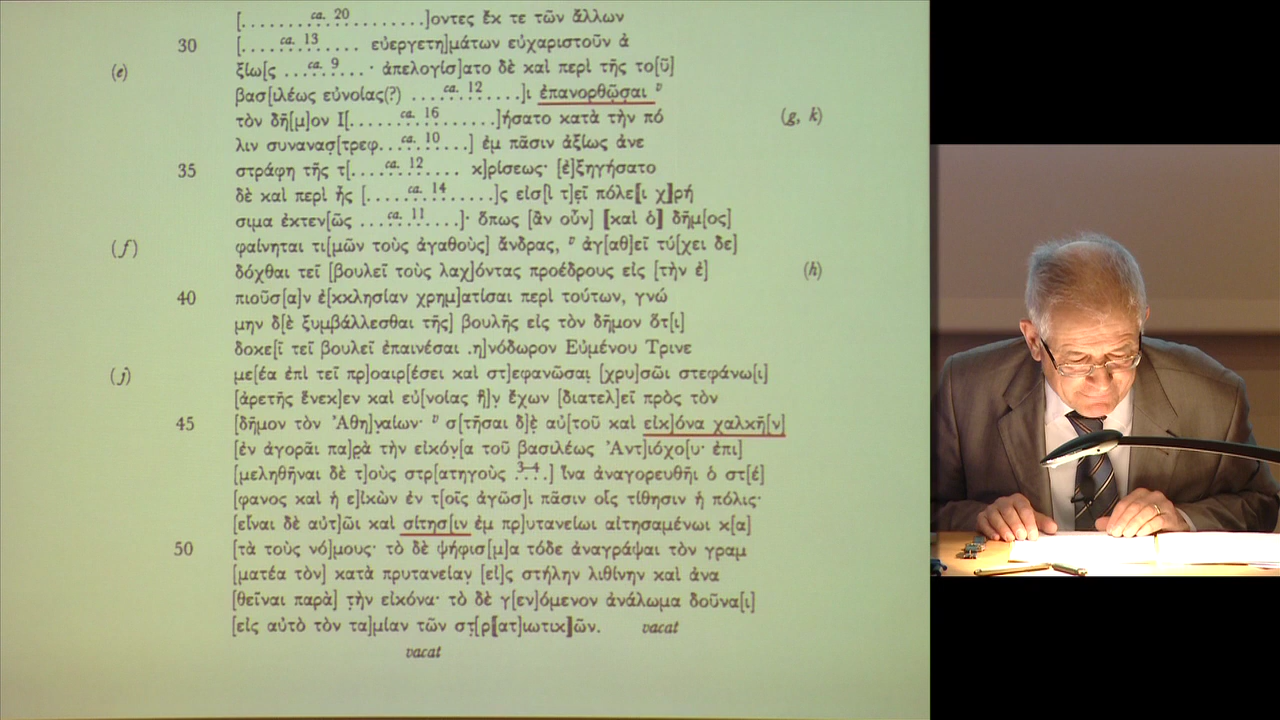 [. . . . . ca. 20 . . . . .]οντες ἔκ τε τῶν ἄλλων
30 [. . . . ca. 13 . . . . εὐεργετη]μάτων εὐχαριστοῦν ἀ
(e) ξίω[ς . . . ca. 9 . . . · ἀπελογίσ]ατο δὲ καὶ περὶ τῆς το[ῦ]
βασ[ιλέως εὐνοίας(?) . . . . ca. 12 . . . .]ι ἐπανορθῶσαι v
τὸν δῆ[μ]ον Ι[. . . . . ca. 16 . . . . .]ήσατο κατὰ τὴν πό (g, k)
λιν συνανασ[τρεφ. . . ca. 10 . . .] ἐμ πᾶσιν ἀξίως ἀνε
35 στράφη τῆς τ[. . . . ca. 12 . . . . κ]ρίσεως· [ἐ]ξηγήσατο
δὲ καὶ περὶ ἧς [. . . . ca. 14 . . . .]ς εἰσ[ὶ τ]εῖ πόλε[ι χ]ρή
σιμα ἐκτεν[ῶς . . . ca. 11 . . .]· ὅπως [ἂν οὖν] [καὶ ὁ] δῆμ[ος]
(f) φαίνηται τι[μῶν τοὺς ἀγαθοὺς] ἄνδρας, v ἀγ[αθ]εῖ τύ[χει δε]
δόχθαι τεῖ [βουλεῖ τοὺς λαχ]όντας προέδρους εἰς [τὴν ἐ] (h)
40 πιοῦσ[α]ν ἐ[κκλησίαν χρημ]ατίσαι περὶ τούτων, γνώ
μην δ[ὲ ξυμβάλλεσθαι τῆς] βουλῆς εἰς τὸν δῆμον ὅτ[ι]
δοκε[ῖ τεῖ βουλεῖ ἐπαινέσαι .η]νόδωρον Εὐμένου Τρινε
(j) με[έα ἐπὶ τεῖ πρ]οαιρ[έσει καὶ στ]εφανῶσαι [χρυ]σῶι στεφάνω[ι]
[ἀρετῆς ἕνεκ]εν καὶ εὐ[νοίας ἣ]ν ἔχων [διατελ]εῖ πρὸς τὸν
45 [δῆμον τὸν Ἀθη]ναίων· v σ[τῆσαι δ]ὲ αὐ[τοῦ καὶ εἰκ]όνα χαλκῆ[ν]
[ἐν ἀγορᾶι πα]ρὰ τὴν εἰκόν[α τοῦ βασιλέως Ἀντ]ιόχο[υ· ἐπι]
[μεληθῆναι δὲ τ]οὺς στρ[ατηγοὺς . 3–4 .] ἵνα ἀναγορευθῆι ὁ στ[έ]
[φανος καὶ ἡ ε]ἰκὼν ἐν τ[οῖς ἀγῶσ]ι πᾶσιν οἷς τίθησιν ἡ πόλις·
[εἶναι δὲ αὐτ]ῶι καὶ σίτησ[ιν ἐμ πρ]υτανείωι αἰτησαμένωι κ[α]
50 [τὰ τοὺς νό]μους· τὸ δὲ ψήφισ[μ]α τόδε ἀναγράψαι τὸν γραμ
[ματέα τὸν] κατὰ πρυτανείαν [εἰ]ς στήλην λιθίνην καὶ ἀνα
[θεῖναι παρὰ] τὴν εἰκόνα· τὸ δὲ γ[εν]όμενον ἀνάλωμα δοῦνα[ι]
[εἰς αὐτὸ τὸν τα]μίαν τῶν στ[ρ[ατ]ιωτικ]ῶν. vacat
vacat